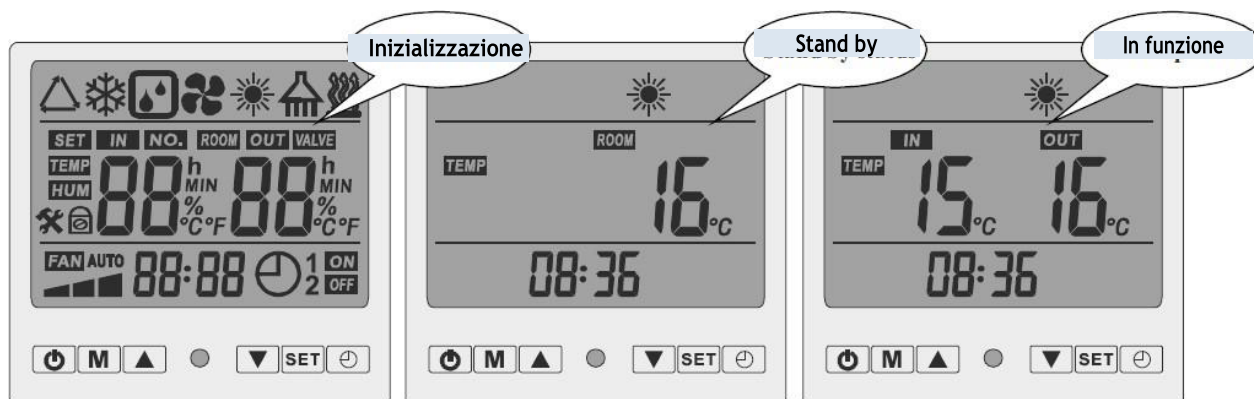 Inizializzazione
SET IN NO. ROOM OUT VALVE
TEMP
HUM
88 h MIN % °C °F 88 h MIN % °C °F
FAN AUTO 88:88 1 ON
2 OFF
M SET
Stand by
ROOM
TEMP
16 °C
08:36
M SET
In funzione
IN OUT
TEMP
15 °C 16 °C
08:36
M SET